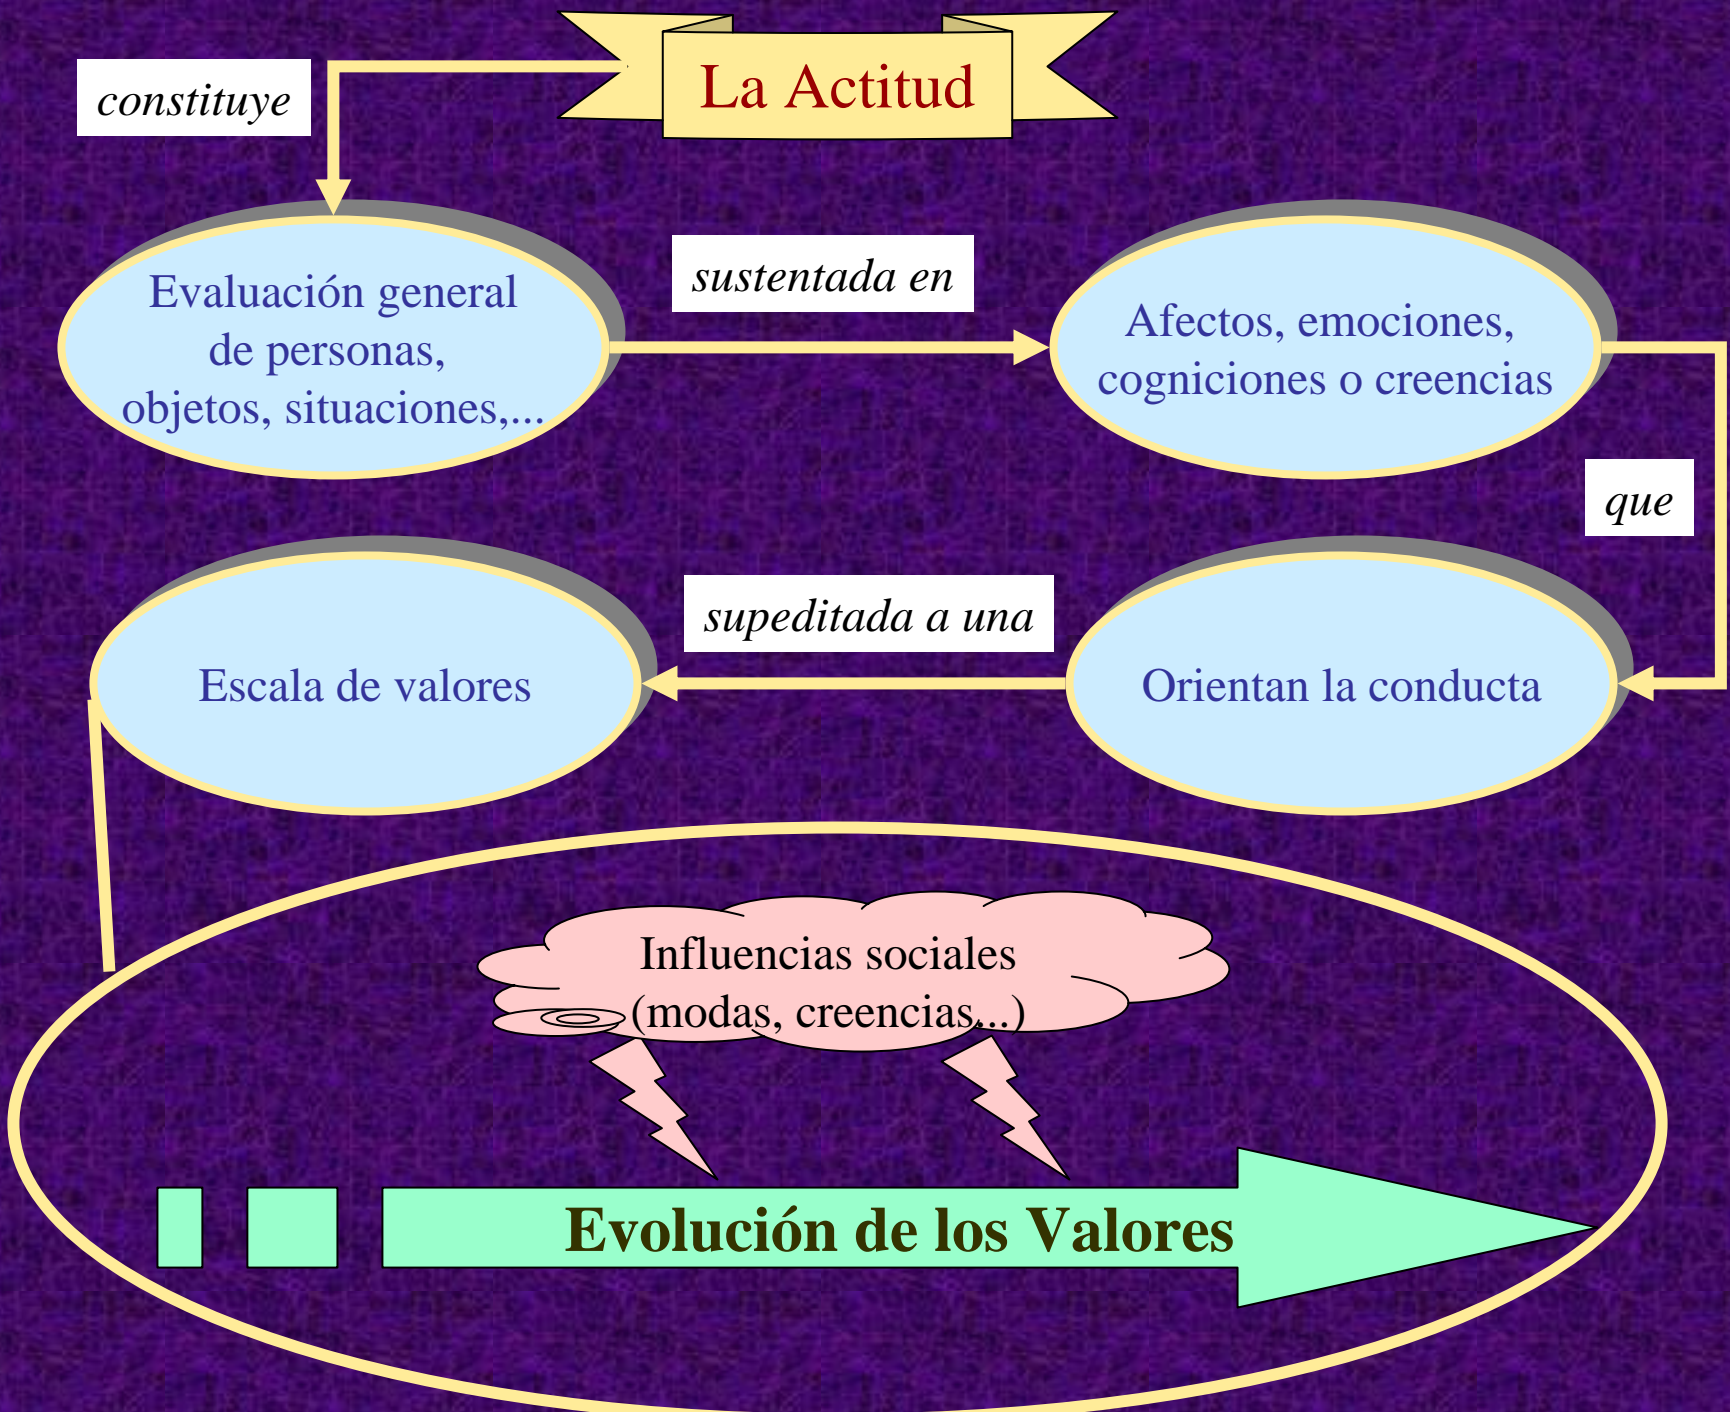 La Actitud
constituye
Evaluación general
de personas,
objetos, situaciones,...
sustentada en
Afectos, emociones,
cogniciones o creencias
que
Orientan la conducta
supeditada a una
Escala de valores
Influencias sociales
(modas, creencias...)
Evolución de los Valores